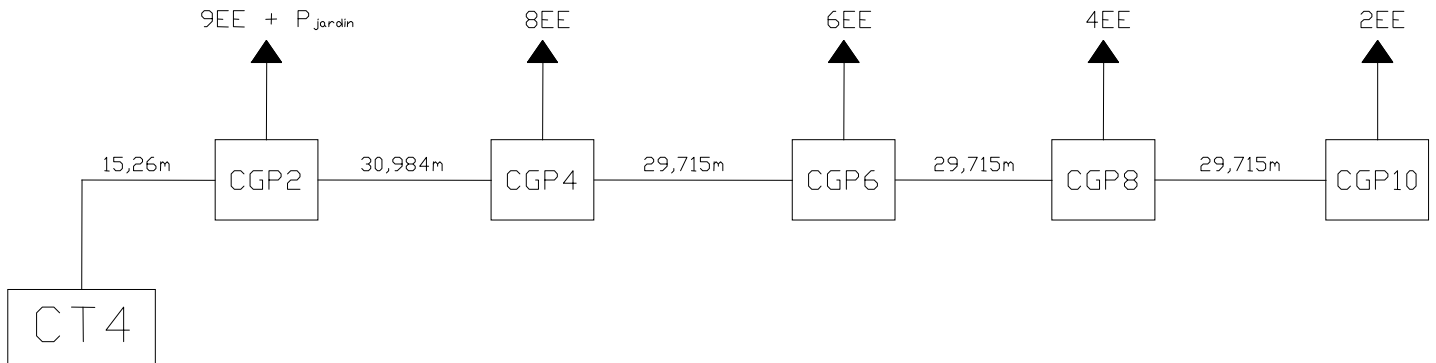 9EE + Pjardin 8EE 6EE 4EE 2EE
15,26m 30,984m 29,715m 29,715m 29,715m
CGP2 CGP4 CGP6 CGP8 CGP10
CT4